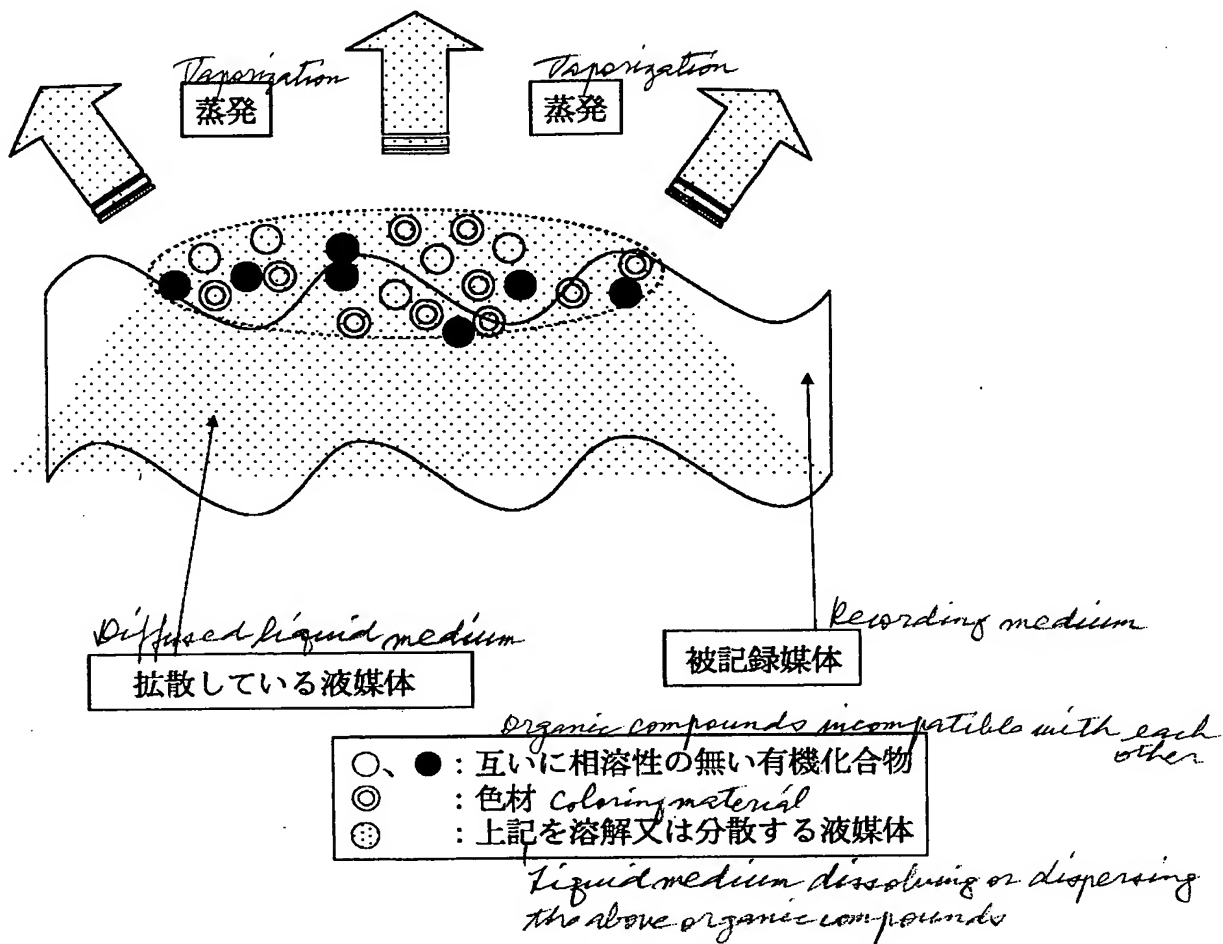 Vaporization
Vaporization
蒸発
蒸発
Diffused liquid medium
拡散している液媒体
Recording medium
被記録媒体
organic compounds incompatible with each
other
○、●：互いに相溶性の無い有機化合物
◎：色材 Coloring material
：上記を溶解又は分散する液媒体
Liquid medium dissolving or dispersing
the above organic compounds